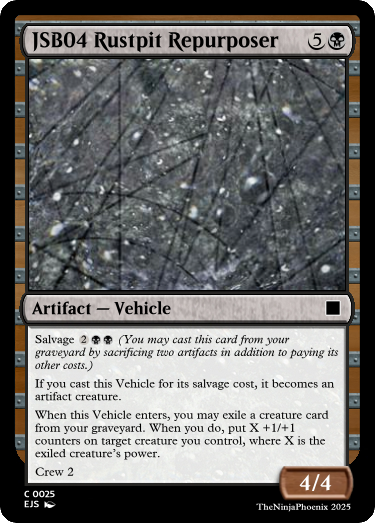 JSB04 Rustpit Repurposer 5
Artifact — Vehicle
Salvage 2 (You may cast this card from your
graveyard by sacrificing two artifacts in addition to paying its
other costs.)
If you cast this Vehicle for its salvage cost, it becomes an
artifact creature.
When this Vehicle enters, you may exile a creature card
from your graveyard. When you do, put X +1/+1
counters on target creature you control, where X is the
exiled creature's power.
Crew 2
4/4
C 0025
EJS
TheNinjaPhoenix 2025